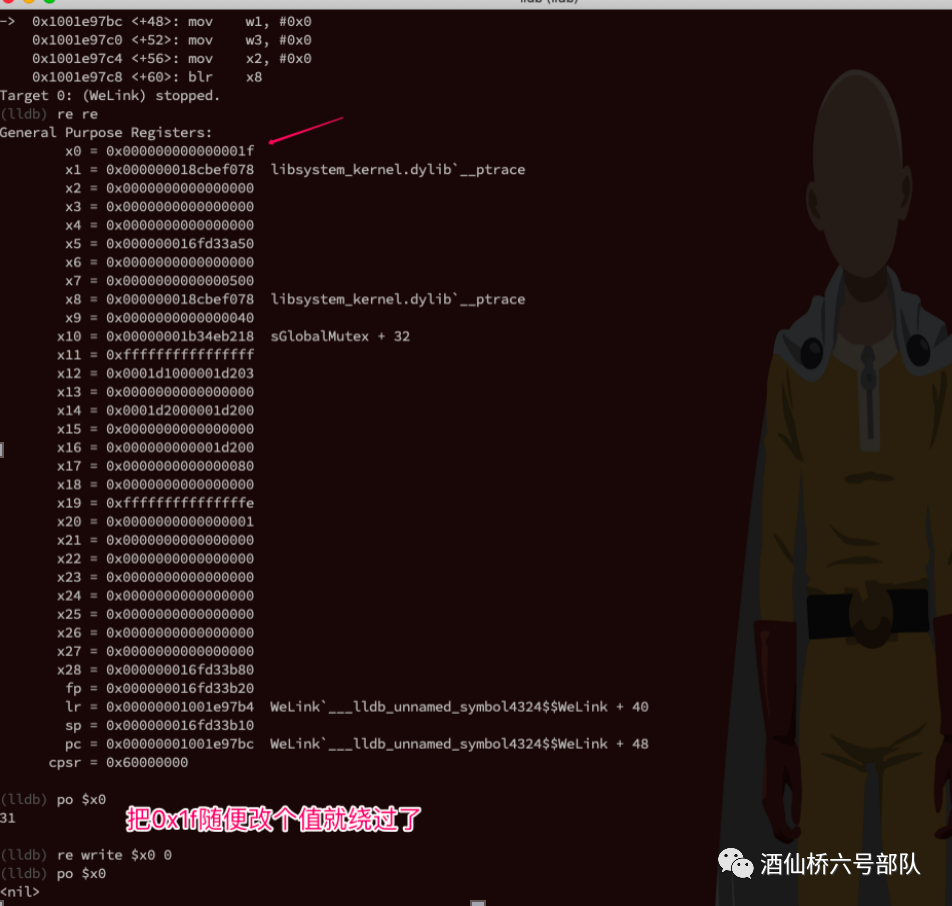 lldb (lldb)
-> 0x1001e97bc <+48>: mov w1, #0x0
0x1001e97c0 <+52>: mov w3, #0x0
0x1001e97c4 <+56>: mov x2, #0x0
0x1001e97c8 <+60>: blr x8
Target 0: (WeLink) stopped.
(lldb) re re
General Purpose Registers:
x0 = 0x000000000000001f
x1 = 0x000000018cbef078 libsystem_kernel.dylib`__ptrace
x2 = 0x0000000000000000
x3 = 0x0000000000000000
x4 = 0x0000000000000000
x5 = 0x000000016fd33a50
x6 = 0x0000000000000000
x7 = 0x0000000000000500
x8 = 0x000000018cbef078 libsystem_kernel.dylib`__ptrace
x9 = 0x0000000000000040
x10 = 0x00000001b34eb218 sGlobalMutex + 32
x11 = 0xffffffffffffffff
x12 = 0x0001d1000001d203
x13 = 0x0000000000000000
x14 = 0x0001d2000001d200
x15 = 0x0000000000000000
x16 = 0x000000000001d200
x17 = 0x0000000000000080
x18 = 0x0000000000000000
x19 = 0xfffffffffffffffe
x20 = 0x0000000000000001
x21 = 0x0000000000000000
x22 = 0x0000000000000000
x23 = 0x0000000000000000
x24 = 0x0000000000000000
x25 = 0x0000000000000000
x26 = 0x0000000000000000
x27 = 0x0000000000000000
x28 = 0x000000016fd33b80
fp = 0x000000016fd33b20
lr = 0x00000001001e97b4 WeLink`___lldb_unnamed_symbol4324$$WeLink + 40
sp = 0x000000016fd33b10
pc = 0x00000001001e97bc WeLink`___lldb_unnamed_symbol4324$$WeLink + 48
cpsr = 0x60000000
(lldb) po $x0
31
把0x1f随便改个值就绕过了
(lldb) re write $x0 0
(lldb) po $x0
<nil>
酒仙桥六号部队